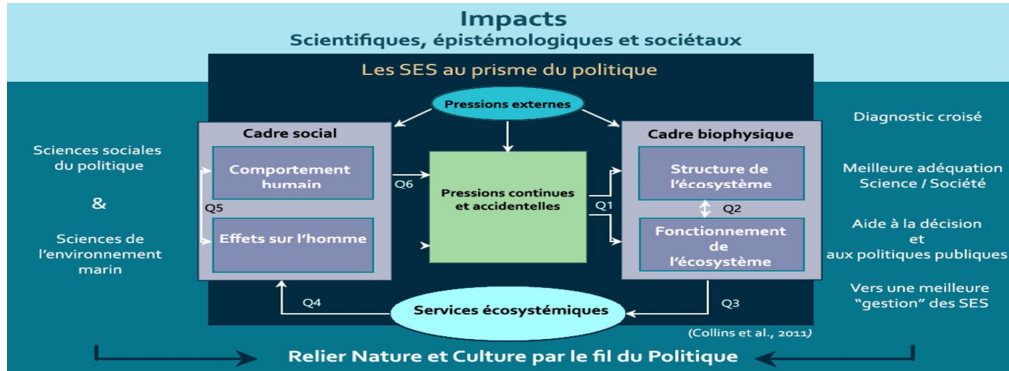 Impacts
Scientifiques, épistémologiques et sociétaux
Les SES au prisme du politique
Pressions externes
Sciences sociales
du politique
&
Sciences de
l'environnement
marin
Cadre social
Comportement
humain
Q5
Effets sur l'homme
Q6
Pressions continues
et accidentelles
Q1
Cadre biophysique
Structure de
l'écosystème
Q2
Fonctionnement
de
l'écosystème
Q4
Services écosystémiques
Q3
(Collins et al., 2011)
Diagnostic croisé
Meilleure adéquation
Science / Société
Aide à la décision
et
aux politiques publiques
Vers une meilleure
"gestion" des SES
Relier Nature et Culture par le fil du Politique